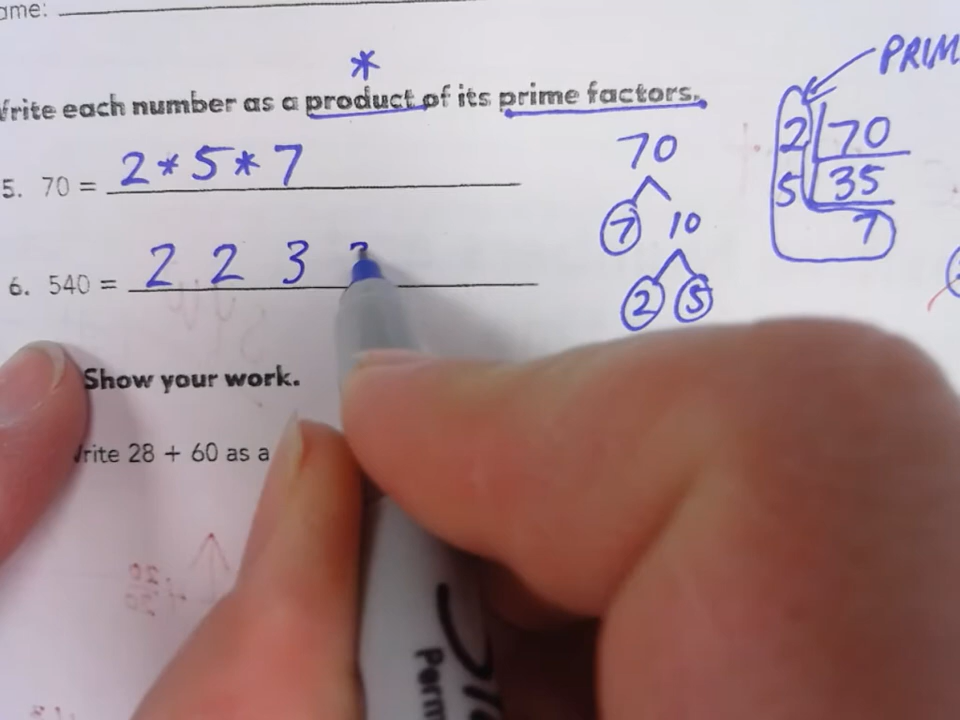 ame:
*
Write each number as a product of its prime factors.
5. 70 = 2 * 5 * 7
6. 540 = 2 2 3
70
7 10
2 5
PRIM
2 70
5 35
7
Show your work.
Write 28 + 60 as a
Perm